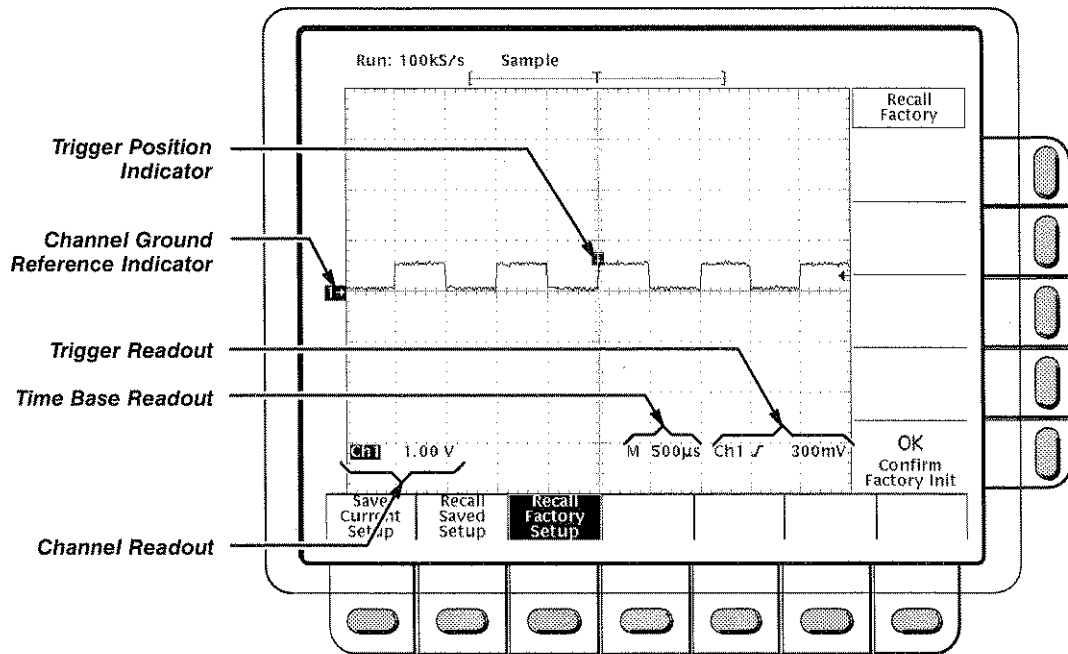 Run: 100kS/s Sample
T
Recall
Factory
Trigger Position
Indicator
Channel Ground
Reference Indicator
T
1
Trigger Readout
Time Base Readout
Ch1 1.00 V M 500µs Ch1 300mV
OK
Confirm
Factory Init
Save
Current
Setup
Recall
Saved
Setup
Recall
Factory
Setup
Channel Readout